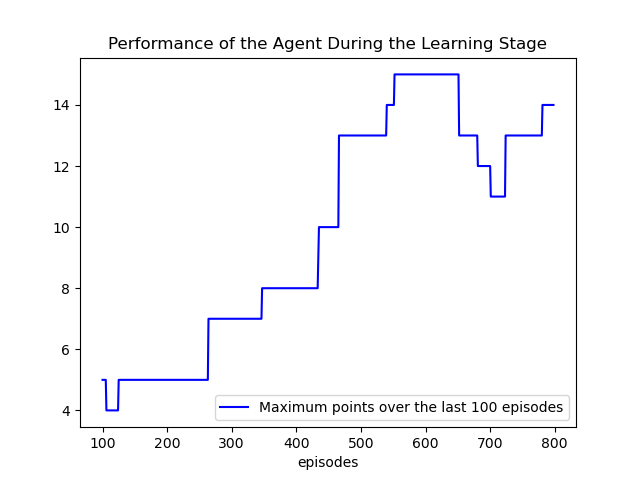 Performance of the Agent During the Learning Stage
14
12
10
8
6
4
Maximum points over the last 100 episodes
100 200 300 400 500 600 700 800
episodes